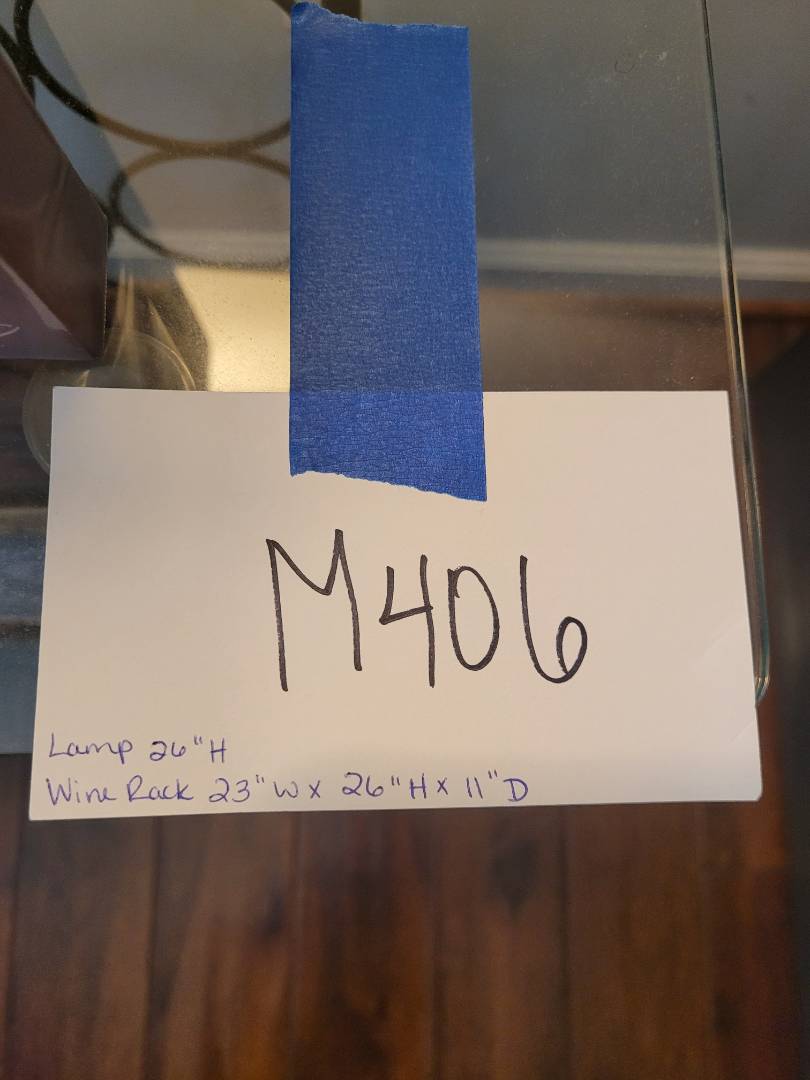 M406
Lamp 26"H
Wine Rack 23"W x 26"H x 11"D